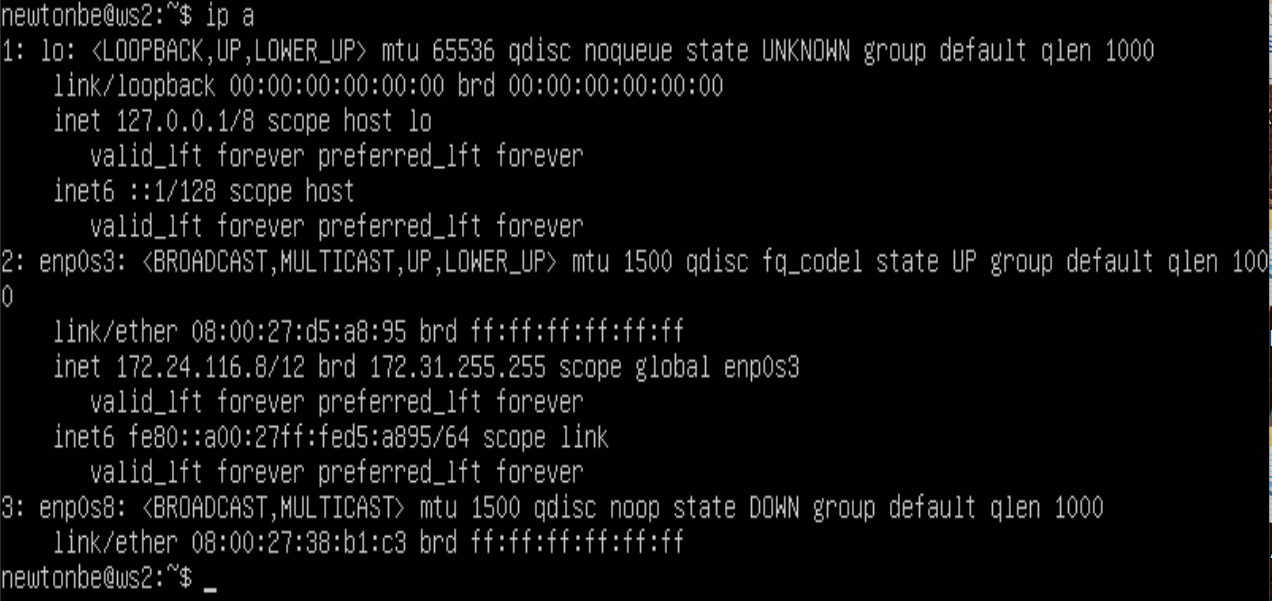 newtonbe@ws2:~$ ip a
1: lo: <LOOPBACK,UP,LOWER_UP> mtu 65536 qdisc noqueue state UNKNOWN group default qlen 1000
    link/loopback 00:00:00:00:00:00 brd 00:00:00:00:00:00
    inet 127.0.0.1/8 scope host lo
       valid_lft forever preferred_lft forever
    inet6 ::1/128 scope host
       valid_lft forever preferred_lft forever
2: enp0s3: <BROADCAST,MULTICAST,UP,LOWER_UP> mtu 1500 qdisc fq_codel state UP group default qlen 100
0
    link/ether 08:00:27:d5:a8:95 brd ff:ff:ff:ff:ff:ff
    inet 172.24.116.8/12 brd 172.31.255.255 scope global enp0s3
       valid_lft forever preferred_lft forever
    inet6 fe80::a00:27ff:fed5:a895/64 scope link
       valid_lft forever preferred_lft forever
3: enp0s8: <BROADCAST,MULTICAST> mtu 1500 qdisc noop state DOWN group default qlen 1000
    link/ether 08:00:27:38:b1:c3 brd ff:ff:ff:ff:ff:ff
newtonbe@ws2:~$ _